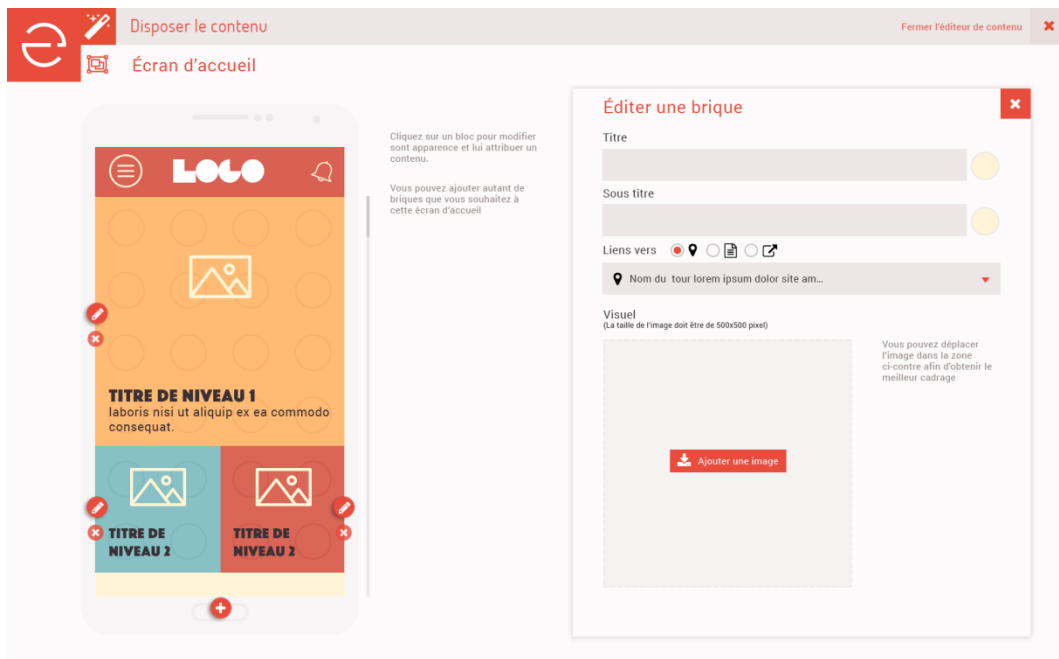 Disposer le contenu
Fermer l'éditeur de contenu
Écran d'accueil
LOGO
TITRE DE NIVEAU 1
laboris nisi ut aliquip ex ea commodo
consequat.
TITRE DE
NIVEAU 2
TITRE DE
NIVEAU 2
Cliquez sur un bloc pour modifier
sont apparence et lui attribuer un
contenu.
Vous pouvez ajouter autant de
briques que vous souhaitez à
cette écran d'accueil
Éditer une brique
Titre
Sous titre
Liens vers
Nom du tour lorem ipsum dolor site am...
Visuel
(La taille de l'image doit être de 500x500 pixel)
Ajouter une image
Vous pouvez déplacer
l'image dans la zone
ci-contre afin d'obtenir le
meilleur cadrage